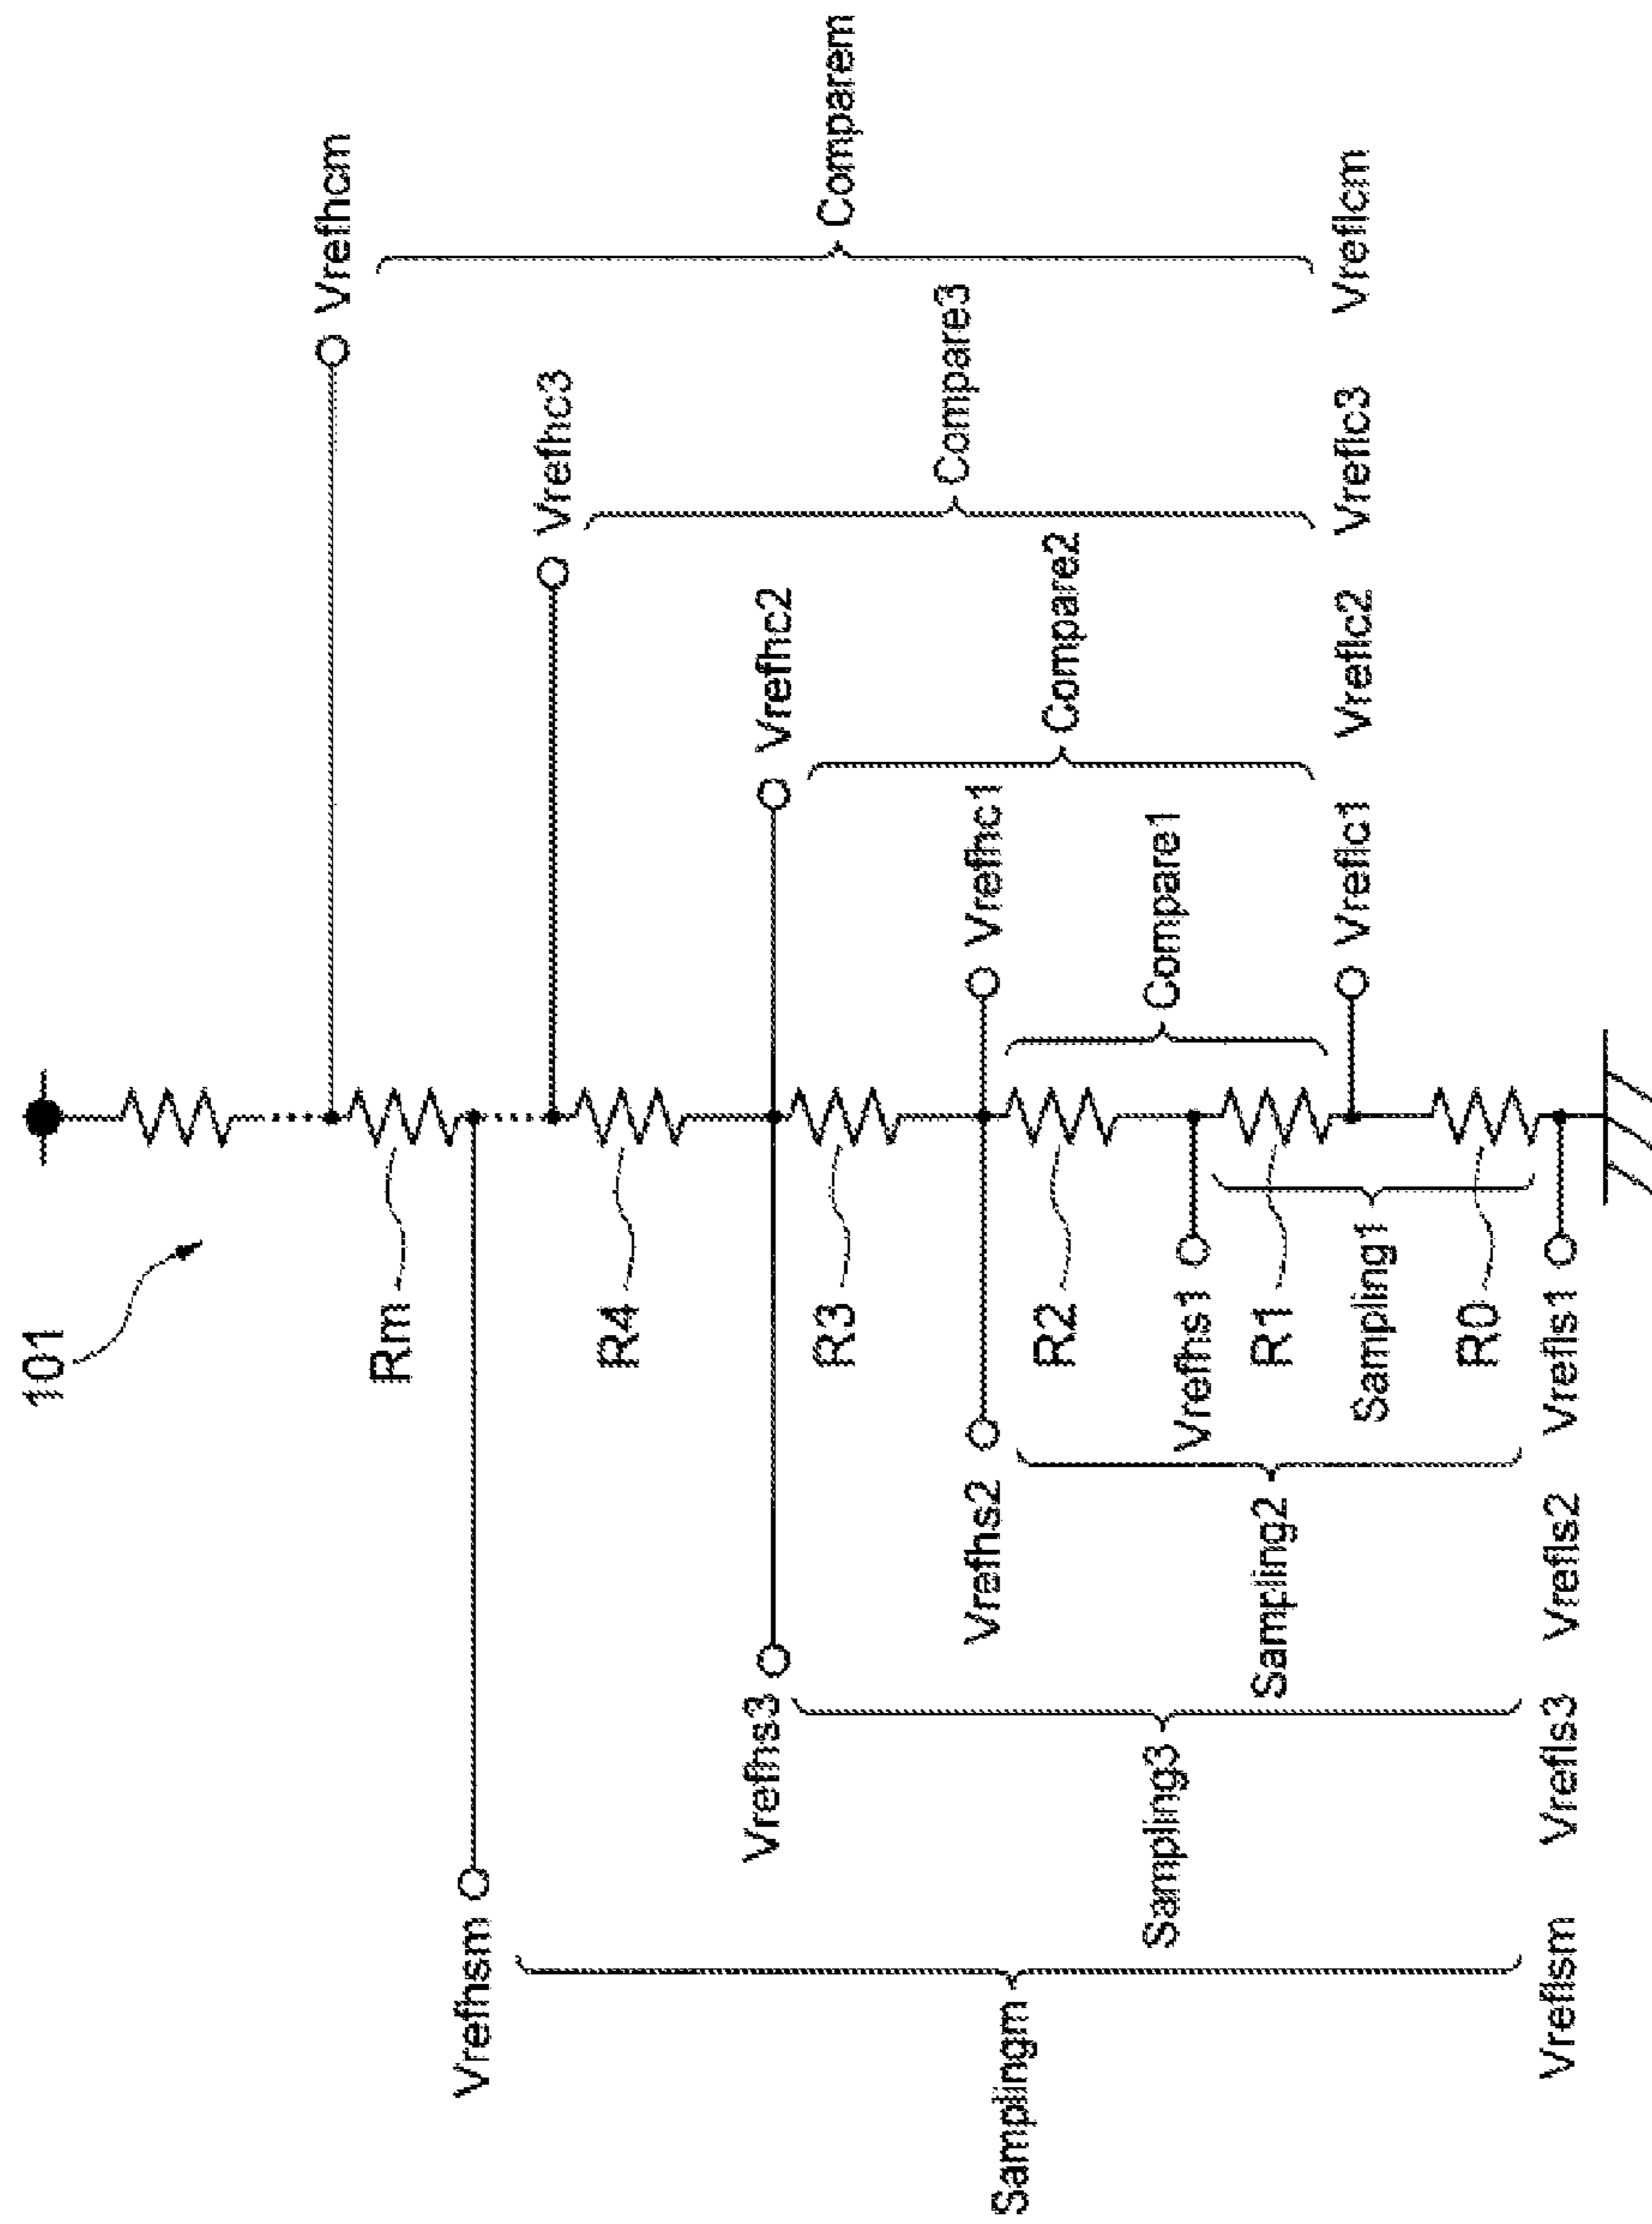 101
Vrefhcm
Rm
Vrefhsm
Vrefhc3
R4
Vrefhs3
Vrefhc2
R3
Vrefhs2
Vrefhc1
R2
Vrefhs1
R1
Vreflc1
Vreflc2
Vreflc3
Vreflcm
R0
Vreflsm
Vrefls3
Vrefls2
Vrefls1
Samplingm
Sampling3
Sampling2
Sampling1
Compare1
Compare2
Compare3
Comparem